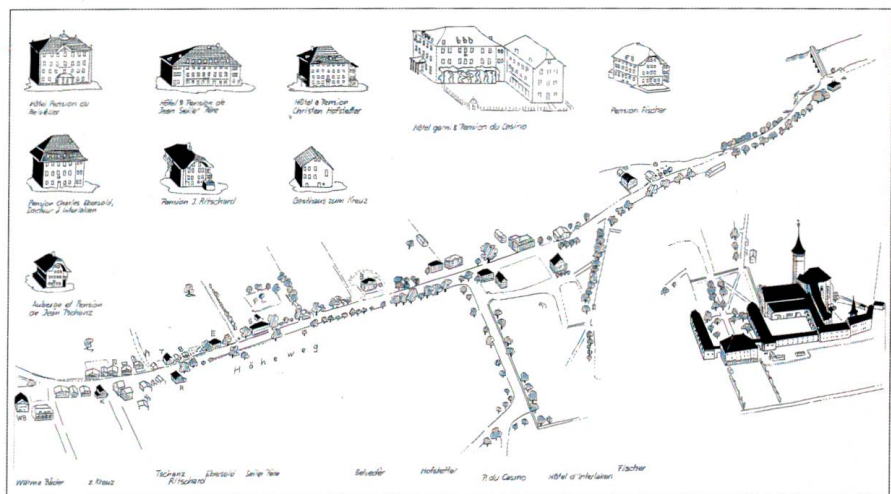 Hôtel Pension du
Belvédèr
Hôtel & Pension de
Jean Seiler Père
Hôtel & Pension
Christen Hofstetter
Hôtel garni & Pension du Casino
Pension Fischer
Pension Charles Ebersold,
Docteur à Interlaken
Pension J. Ritschard
Gasthaus zum Kreuz
Auberge et Pension
de Jean Tschanz
T
E
Höheweg
R
K
WB
Warme Bäder
z. Kreuz
Tschanz
Ritschard
Ebersold
Seiler Père
Belvedèr
Hofstetter
P. du Casino
Hôtel d'Interlaken
Fischer